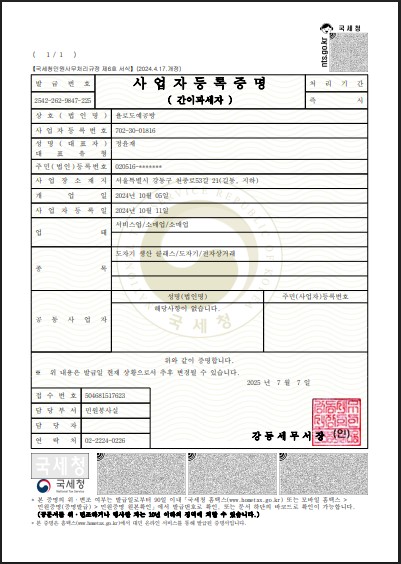 국세청
nts.go.kr
( 1 / 1 )
【국세청민원사무처리규정 제6호 서식】(2024.4.17.개정)
발급번호
사업자등록증명
( 간이과세자 )
처리기간
2542-262-9847-225
즉시
상호(법인명) 율로도예공방
사업자등록번호 702-30-01816
성명(대표자) 정윤재
대표유형
주민(법인)등록번호 020516-*******
사업장소재지 서울특별시 강동구 천중로53길 21(길동, 지하)
개업일 2024년 10월 05일
사업자등록일 2024년 10월 11일
업태 서비스업/소매업/소매업
종목 도자기 생산 클래스/도자기/전자상거래
공동사업자
성명(법인명) 주민(사업자)등록번호
해당사항이 없습니다.
국세청
위와 같이 증명합니다.
※ 위 내용은 발급일 현재 상황으로서 추후 변경될 수 있습니다.
2025 년 7 월 7 일
접수번호 504681517623
담당부서 민원봉사실
담당자
연락처 02-2224-0226
강동세무서장 (인)
국세청
국세청
National Tax Service
* 본 증명의 위·변조 여부는 발급일로부터 90일 이내「국세청 홈택스(www.hometax.go.kr) 또는 모바일 홈택스 >
민원증명(증명발급) > 민원증명 원본확인」에서 발급번호로 확인, 또는 문서 하단의 바코드로 확인이 가능합니다.
(공문서를 위·변조하거나 행사한 자는 10년 이하의 징역에 처할 수 있습니다.)
* 본 증명은 홈택스(www.hometax.go.kr)에서 대민 온라인 서비스를 통해 발급된 증명서입니다.